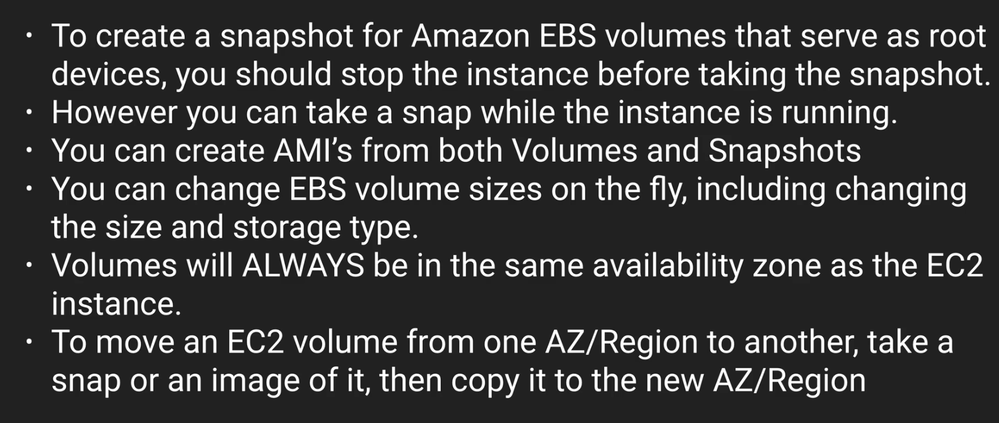 • To create a snapshot for Amazon EBS volumes that serve as root
devices, you should stop the instance before taking the snapshot.
• However you can take a snap while the instance is running.
• You can create AMI’s from both Volumes and Snapshots
• You can change EBS volume sizes on the fly, including changing
the size and storage type.
• Volumes will ALWAYS be in the same availability zone as the EC2
instance.
• To move an EC2 volume from one AZ/Region to another, take a
snap or an image of it, then copy it to the new AZ/Region